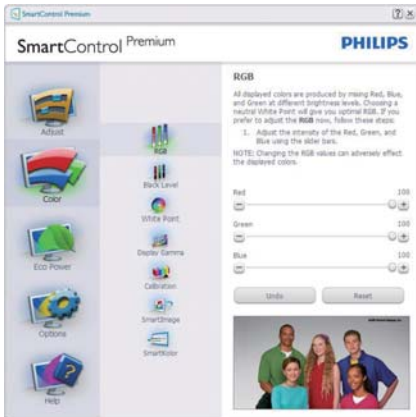 SmartControl Premium
SmartControl Premium
PHILIPS
Adjust
Color
Eco Power
Options
Help
RGB
Black Level
White Point
Display Gamma
Calibration
SmartImage
SmartKolor
RGB
All displayed colors are produced by mixing Red, Blue,
and Green at different brightness levels. Choosing a
neutral White Point will give you optimal RGB. If you
prefer to adjust the RGB now, follow these steps:
1. Adjust the intensity of the Red, Green, and
Blue using the slider bars.
NOTE: Changing the RGB values can adversely effect
the displayed colors.
Red 100
Green 100
Blue 100
Undo Reset